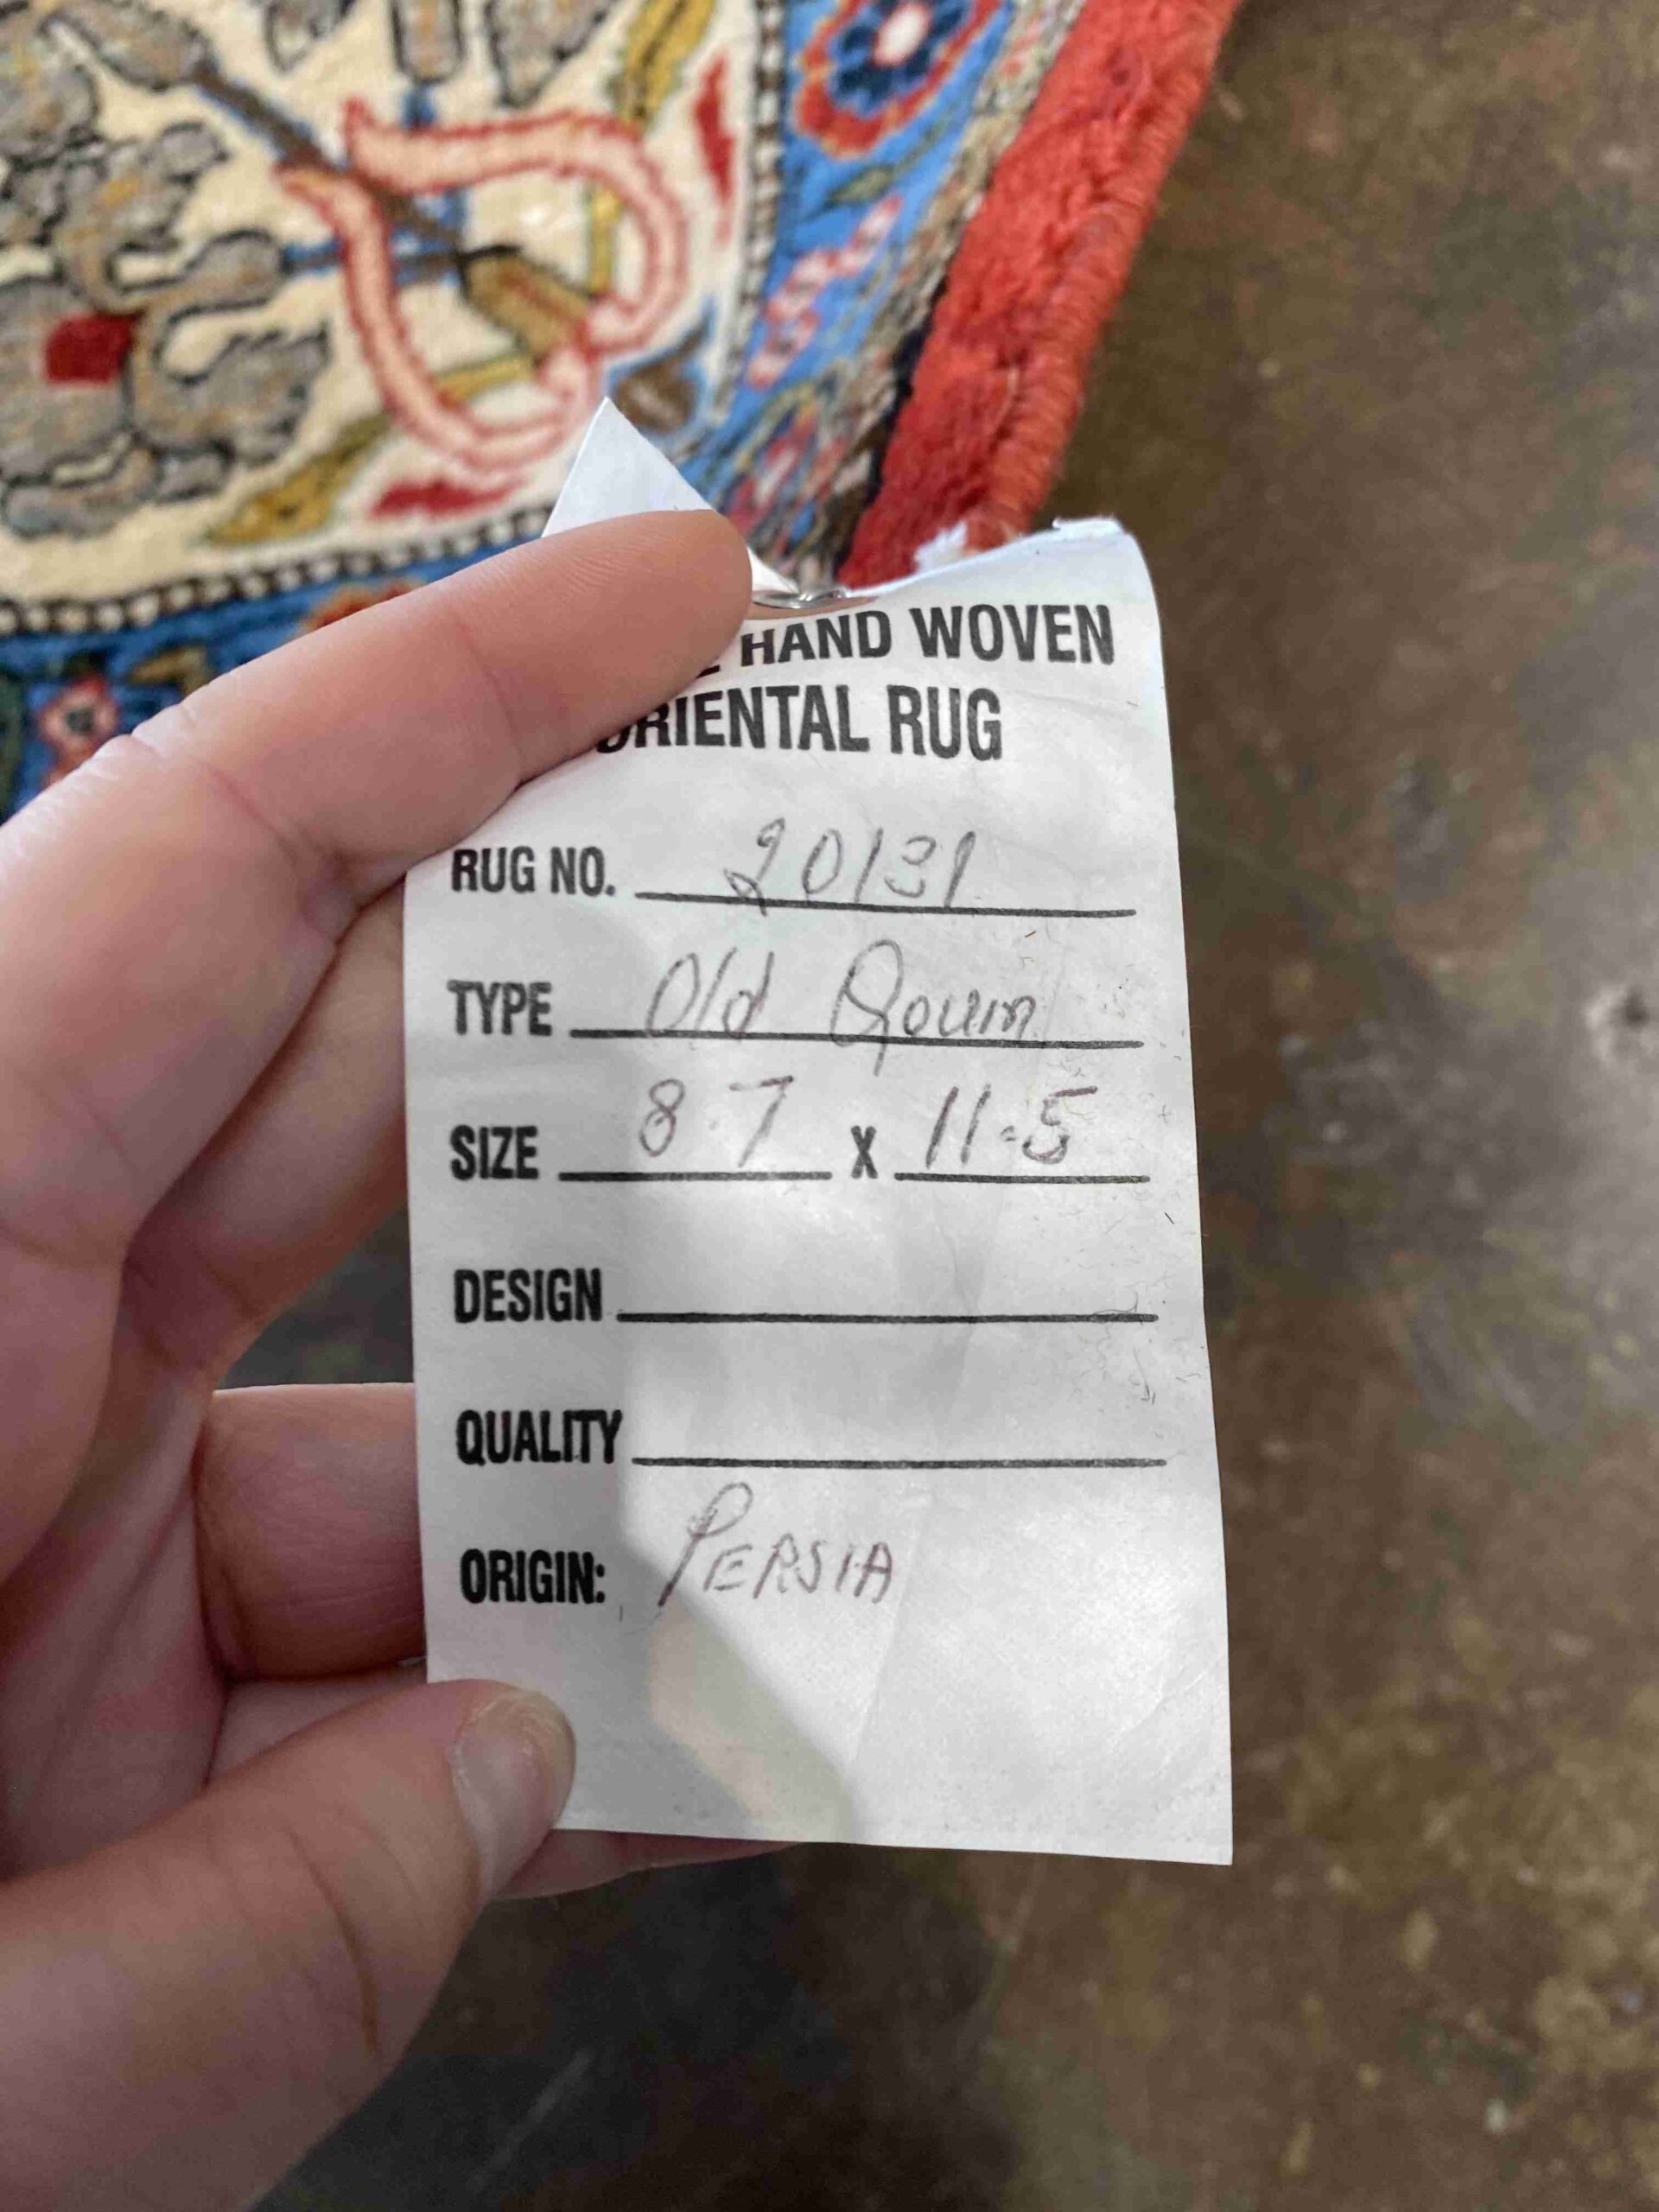 HAND WOVEN
ORIENTAL RUG
RUG NO. 20131
TYPE Old Qoum
SIZE 8.7 X 11-5
DESIGN
QUALITY
ORIGIN: PERSIA